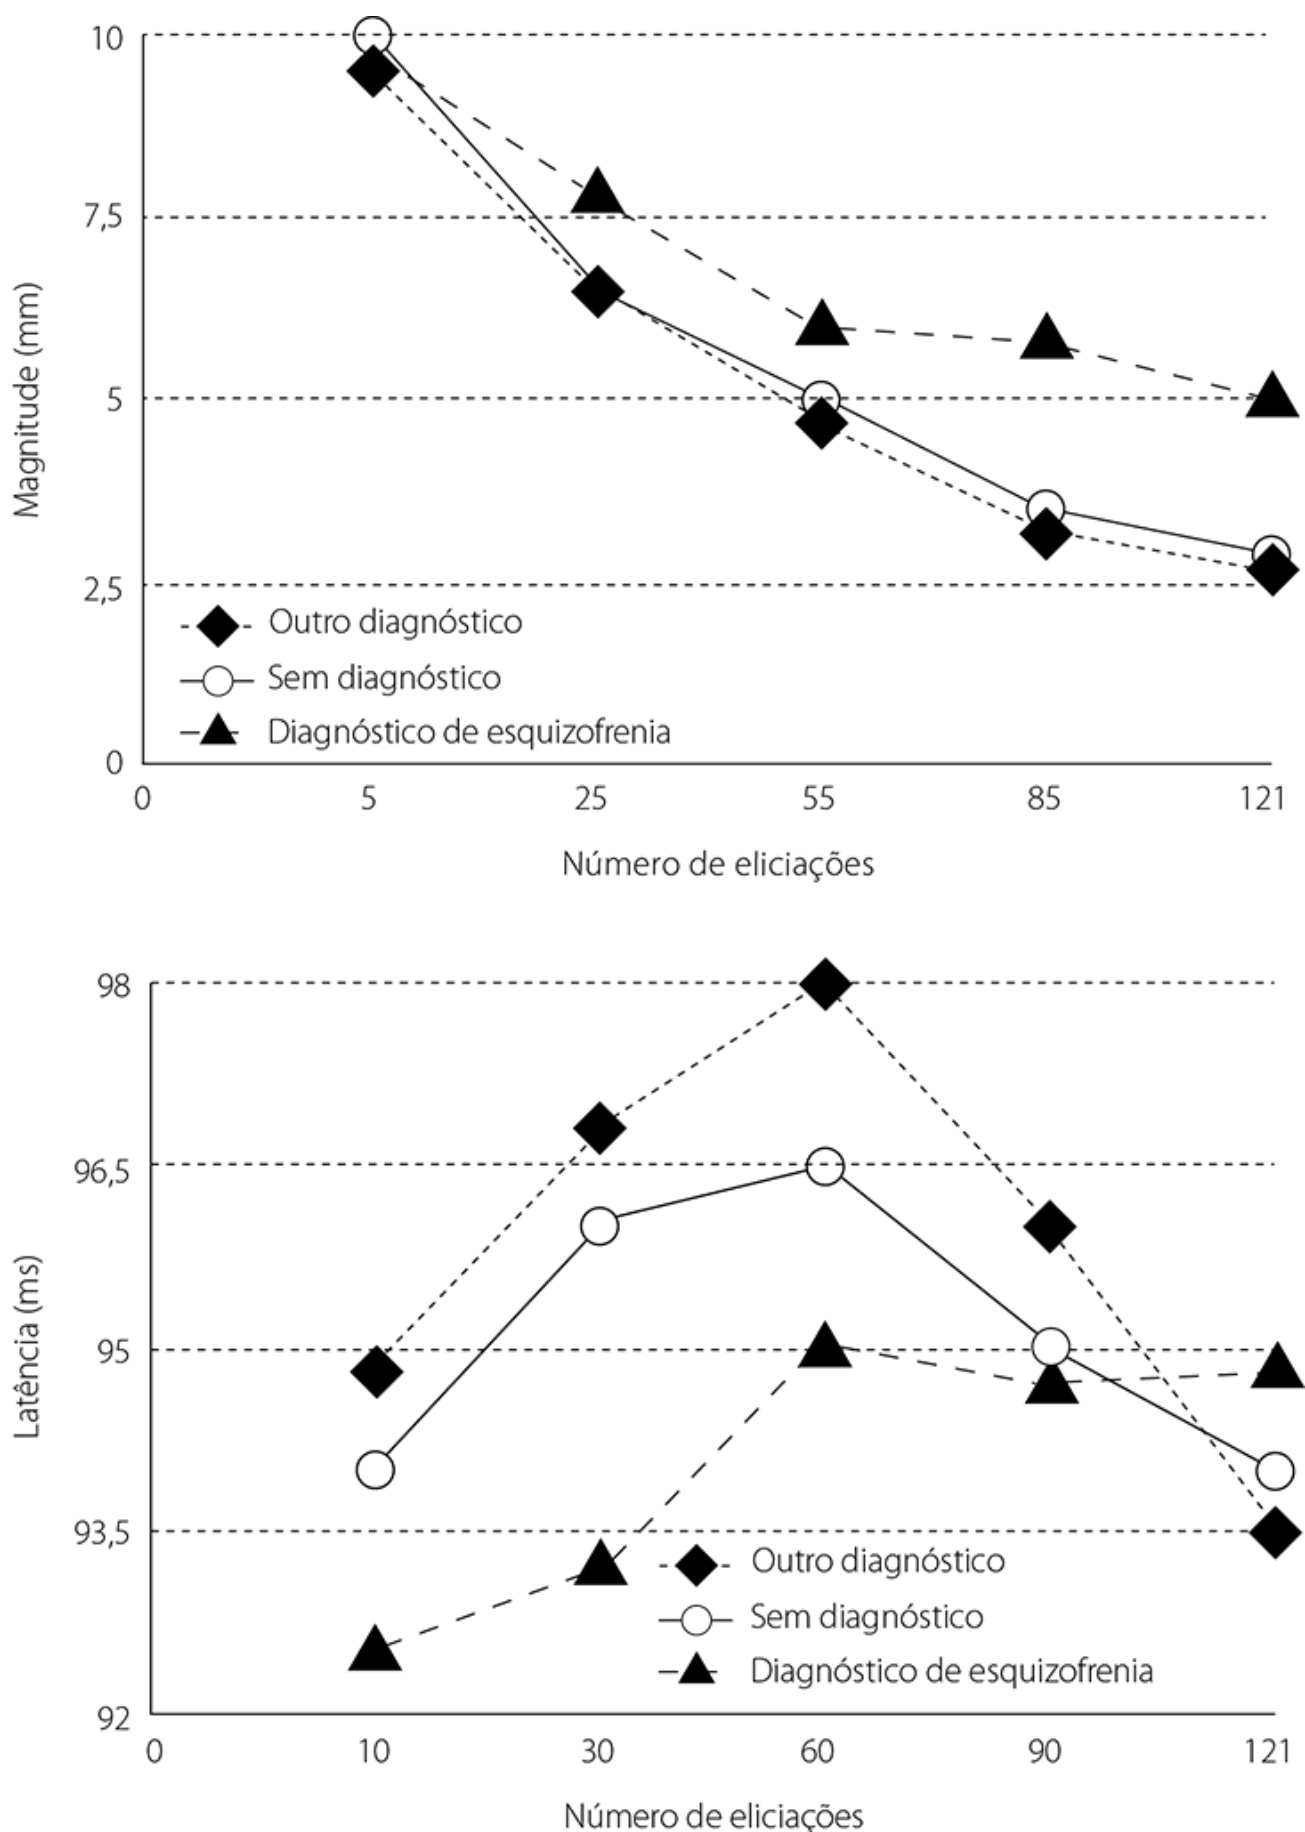 10
7,5
5
2,5
0
Magnitude (mm)
Outro diagnóstico
Sem diagnóstico
Diagnóstico de esquizofrenia
0 5 25 55 85 121
Número de eliciações
98
96,5
95
93,5
92
Latência (ms)
Outro diagnóstico
Sem diagnóstico
Diagnóstico de esquizofrenia
0 10 30 60 90 121
Número de eliciações